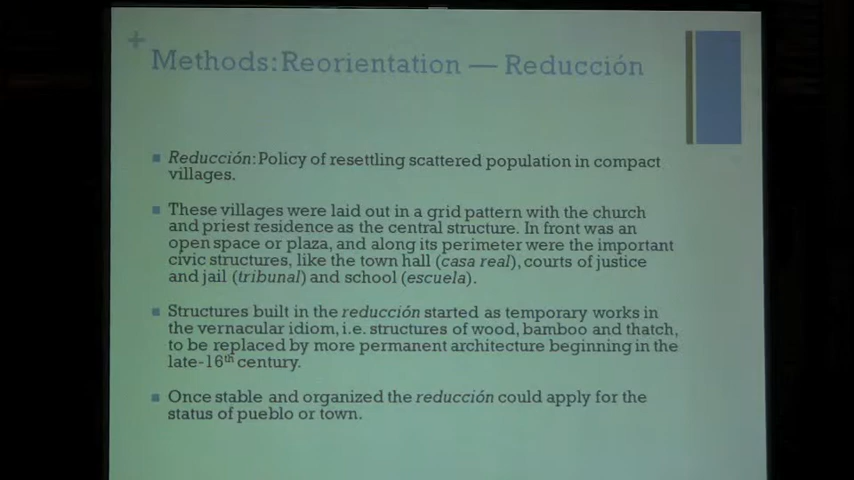 +
Methods: Reorientation — Reducción
■ Reducción: Policy of resettling scattered population in compact
villages.
■ These villages were laid out in a grid pattern with the church
and priest residence as the central structure. In front was an
open space or plaza, and along its perimeter were the important
civic structures, like the town hall (casa real), courts of justice
and jail (tribunal) and school (escuela).
■ Structures built in the reducción started as temporary works in
the vernacular idiom, i.e. structures of wood, bamboo and thatch,
to be replaced by more permanent architecture beginning in the
late-16th century.
■ Once stable and organized the reducción could apply for the
status of pueblo or town.